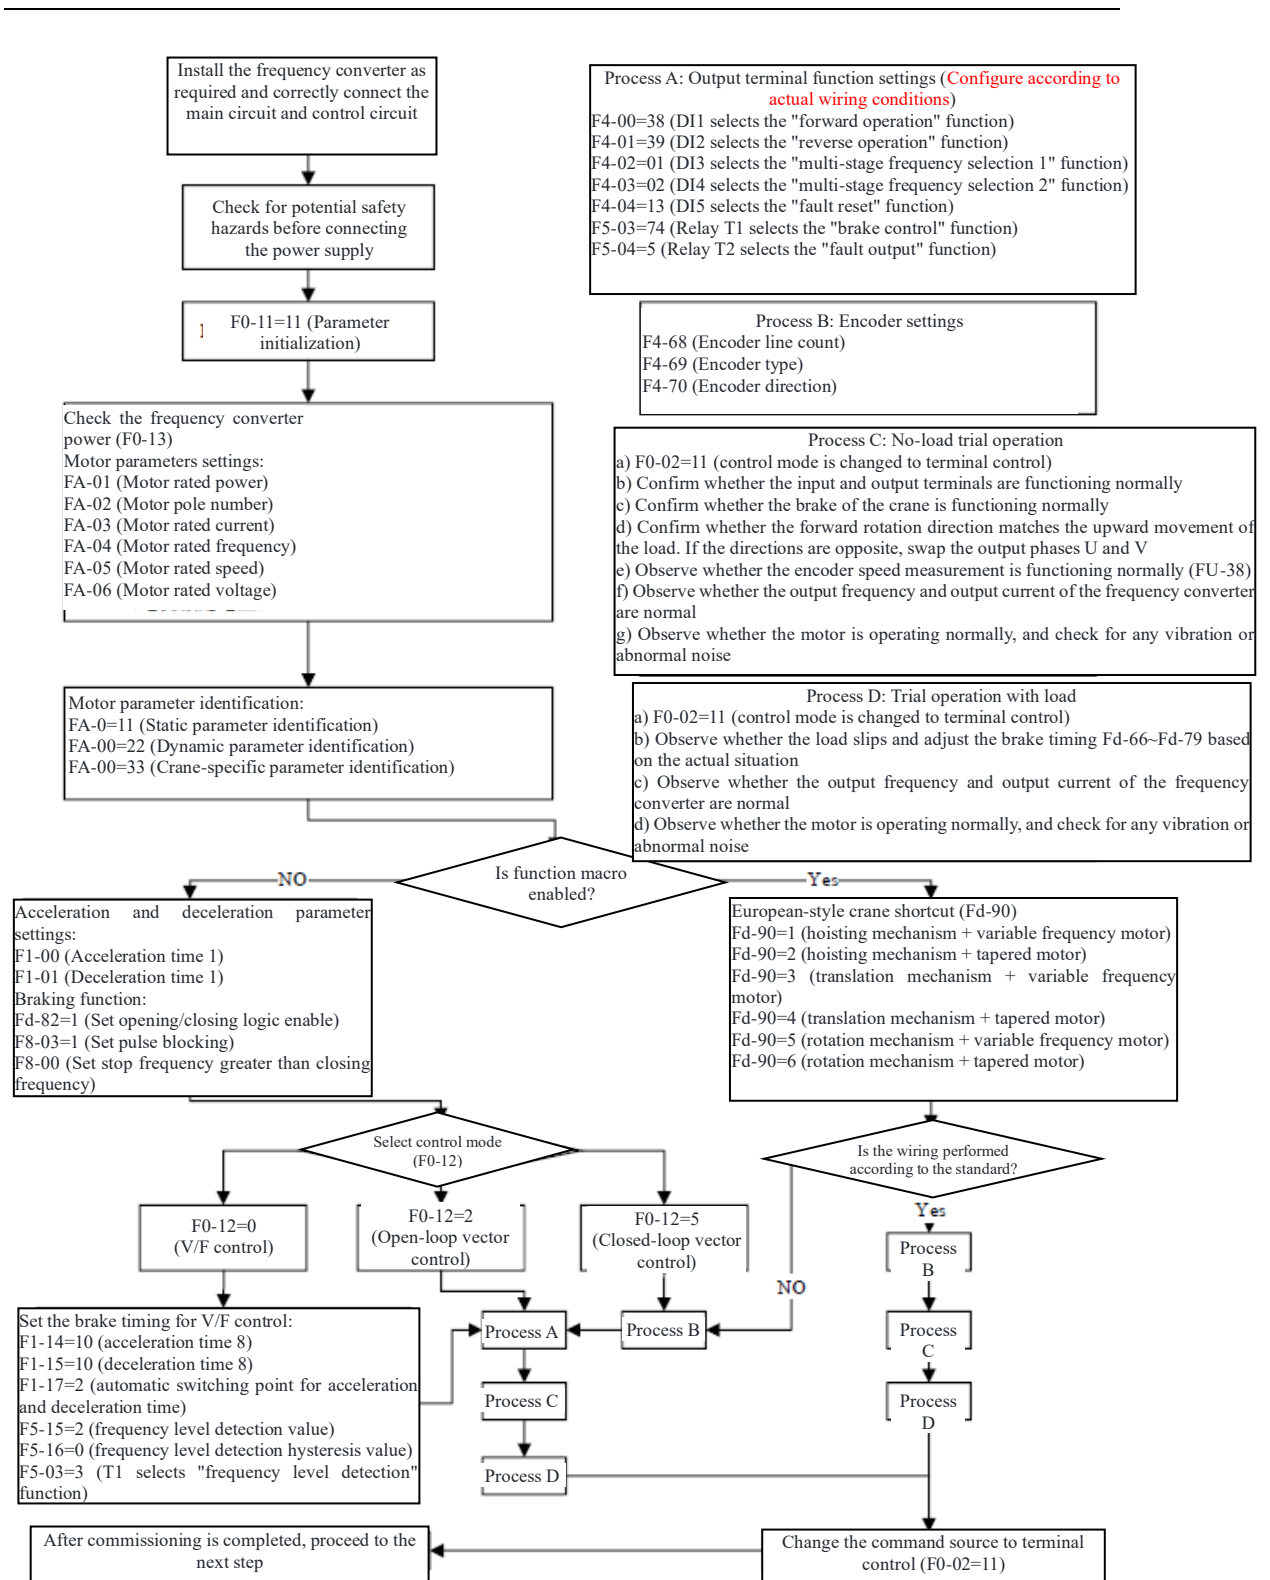 Install the frequency converter as
required and correctly connect the
main circuit and control circuit
Check for potential safety
hazards before connecting
the power supply
F0-11=11 (Parameter
initialization)
Check the frequency converter
power (F0-13)
Motor parameters settings:
FA-01 (Motor rated power)
FA-02 (Motor pole number)
FA-03 (Motor rated current)
FA-04 (Motor rated frequency)
FA-05 (Motor rated speed)
FA-06 (Motor rated voltage)
Motor parameter identification:
FA-0=11 (Static parameter identification)
FA-00=22 (Dynamic parameter identification)
FA-00=33 (Crane-specific parameter identification)
Process A: Output terminal function settings (Configure according to
actual wiring conditions)
F4-00=38 (DI1 selects the "forward operation" function)
F4-01=39 (DI2 selects the "reverse operation" function)
F4-02=01 (DI3 selects the "multi-stage frequency selection 1" function)
F4-03=02 (DI4 selects the "multi-stage frequency selection 2" function)
F4-04=13 (DI5 selects the "fault reset" function)
F5-03=74 (Relay T1 selects the "brake control" function)
F5-04=5 (Relay T2 selects the "fault output" function)
Process B: Encoder settings
F4-68 (Encoder line count)
F4-69 (Encoder type)
F4-70 (Encoder direction)
Process C: No-load trial operation
a) F0-02=11 (control mode is changed to terminal control)
b) Confirm whether the input and output terminals are functioning normally
c) Confirm whether the brake of the crane is functioning normally
d) Confirm whether the forward rotation direction matches the upward movement of
the load. If the directions are opposite, swap the output phases U and V
e) Observe whether the encoder speed measurement is functioning normally (FU-38)
f) Observe whether the output frequency and output current of the frequency converter
are normal
g) Observe whether the motor is operating normally, and check for any vibration or
abnormal noise
Process D: Trial operation with load
a) F0-02=11 (control mode is changed to terminal control)
b) Observe whether the load slips and adjust the brake timing Fd-66~Fd-79 based
on the actual situation
c) Observe whether the output frequency and output current of the frequency
converter are normal
d) Observe whether the motor is operating normally, and check for any vibration or
abnormal noise
Is function macro
enabled?
NO
Yes
Acceleration and deceleration parameter
settings:
F1-00 (Acceleration time 1)
F1-01 (Deceleration time 1)
Braking function:
Fd-82=1 (Set opening/closing logic enable)
F8-03=1 (Set pulse blocking)
F8-00 (Set stop frequency greater than closing
frequency)
European-style crane shortcut (Fd-90)
Fd-90=1 (hoisting mechanism + variable frequency motor)
Fd-90=2 (hoisting mechanism + tapered motor)
Fd-90=3 (translation mechanism + variable frequency
motor)
Fd-90=4 (translation mechanism + tapered motor)
Fd-90=5 (rotation mechanism + variable frequency motor)
Fd-90=6 (rotation mechanism + tapered motor)
Select control mode
(F0-12)
Is the wiring performed
according to the standard?
F0-12=0
(V/F control)
F0-12=2
(Open-loop vector
control)
F0-12=5
(Closed-loop vector
control)
Yes
NO
Process
B
Process
C
Process
D
Set the brake timing for V/F control:
F1-14=10 (acceleration time 8)
F1-15=10 (deceleration time 8)
F1-17=2 (automatic switching point for acceleration
and deceleration time)
F5-15=2 (frequency level detection value)
F5-16=0 (frequency level detection hysteresis value)
F5-03=3 (T1 selects "frequency level detection"
function)
Process A
Process B
Process C
Process D
After commissioning is completed, proceed to the
next step
Change the command source to terminal
control (F0-02=11)